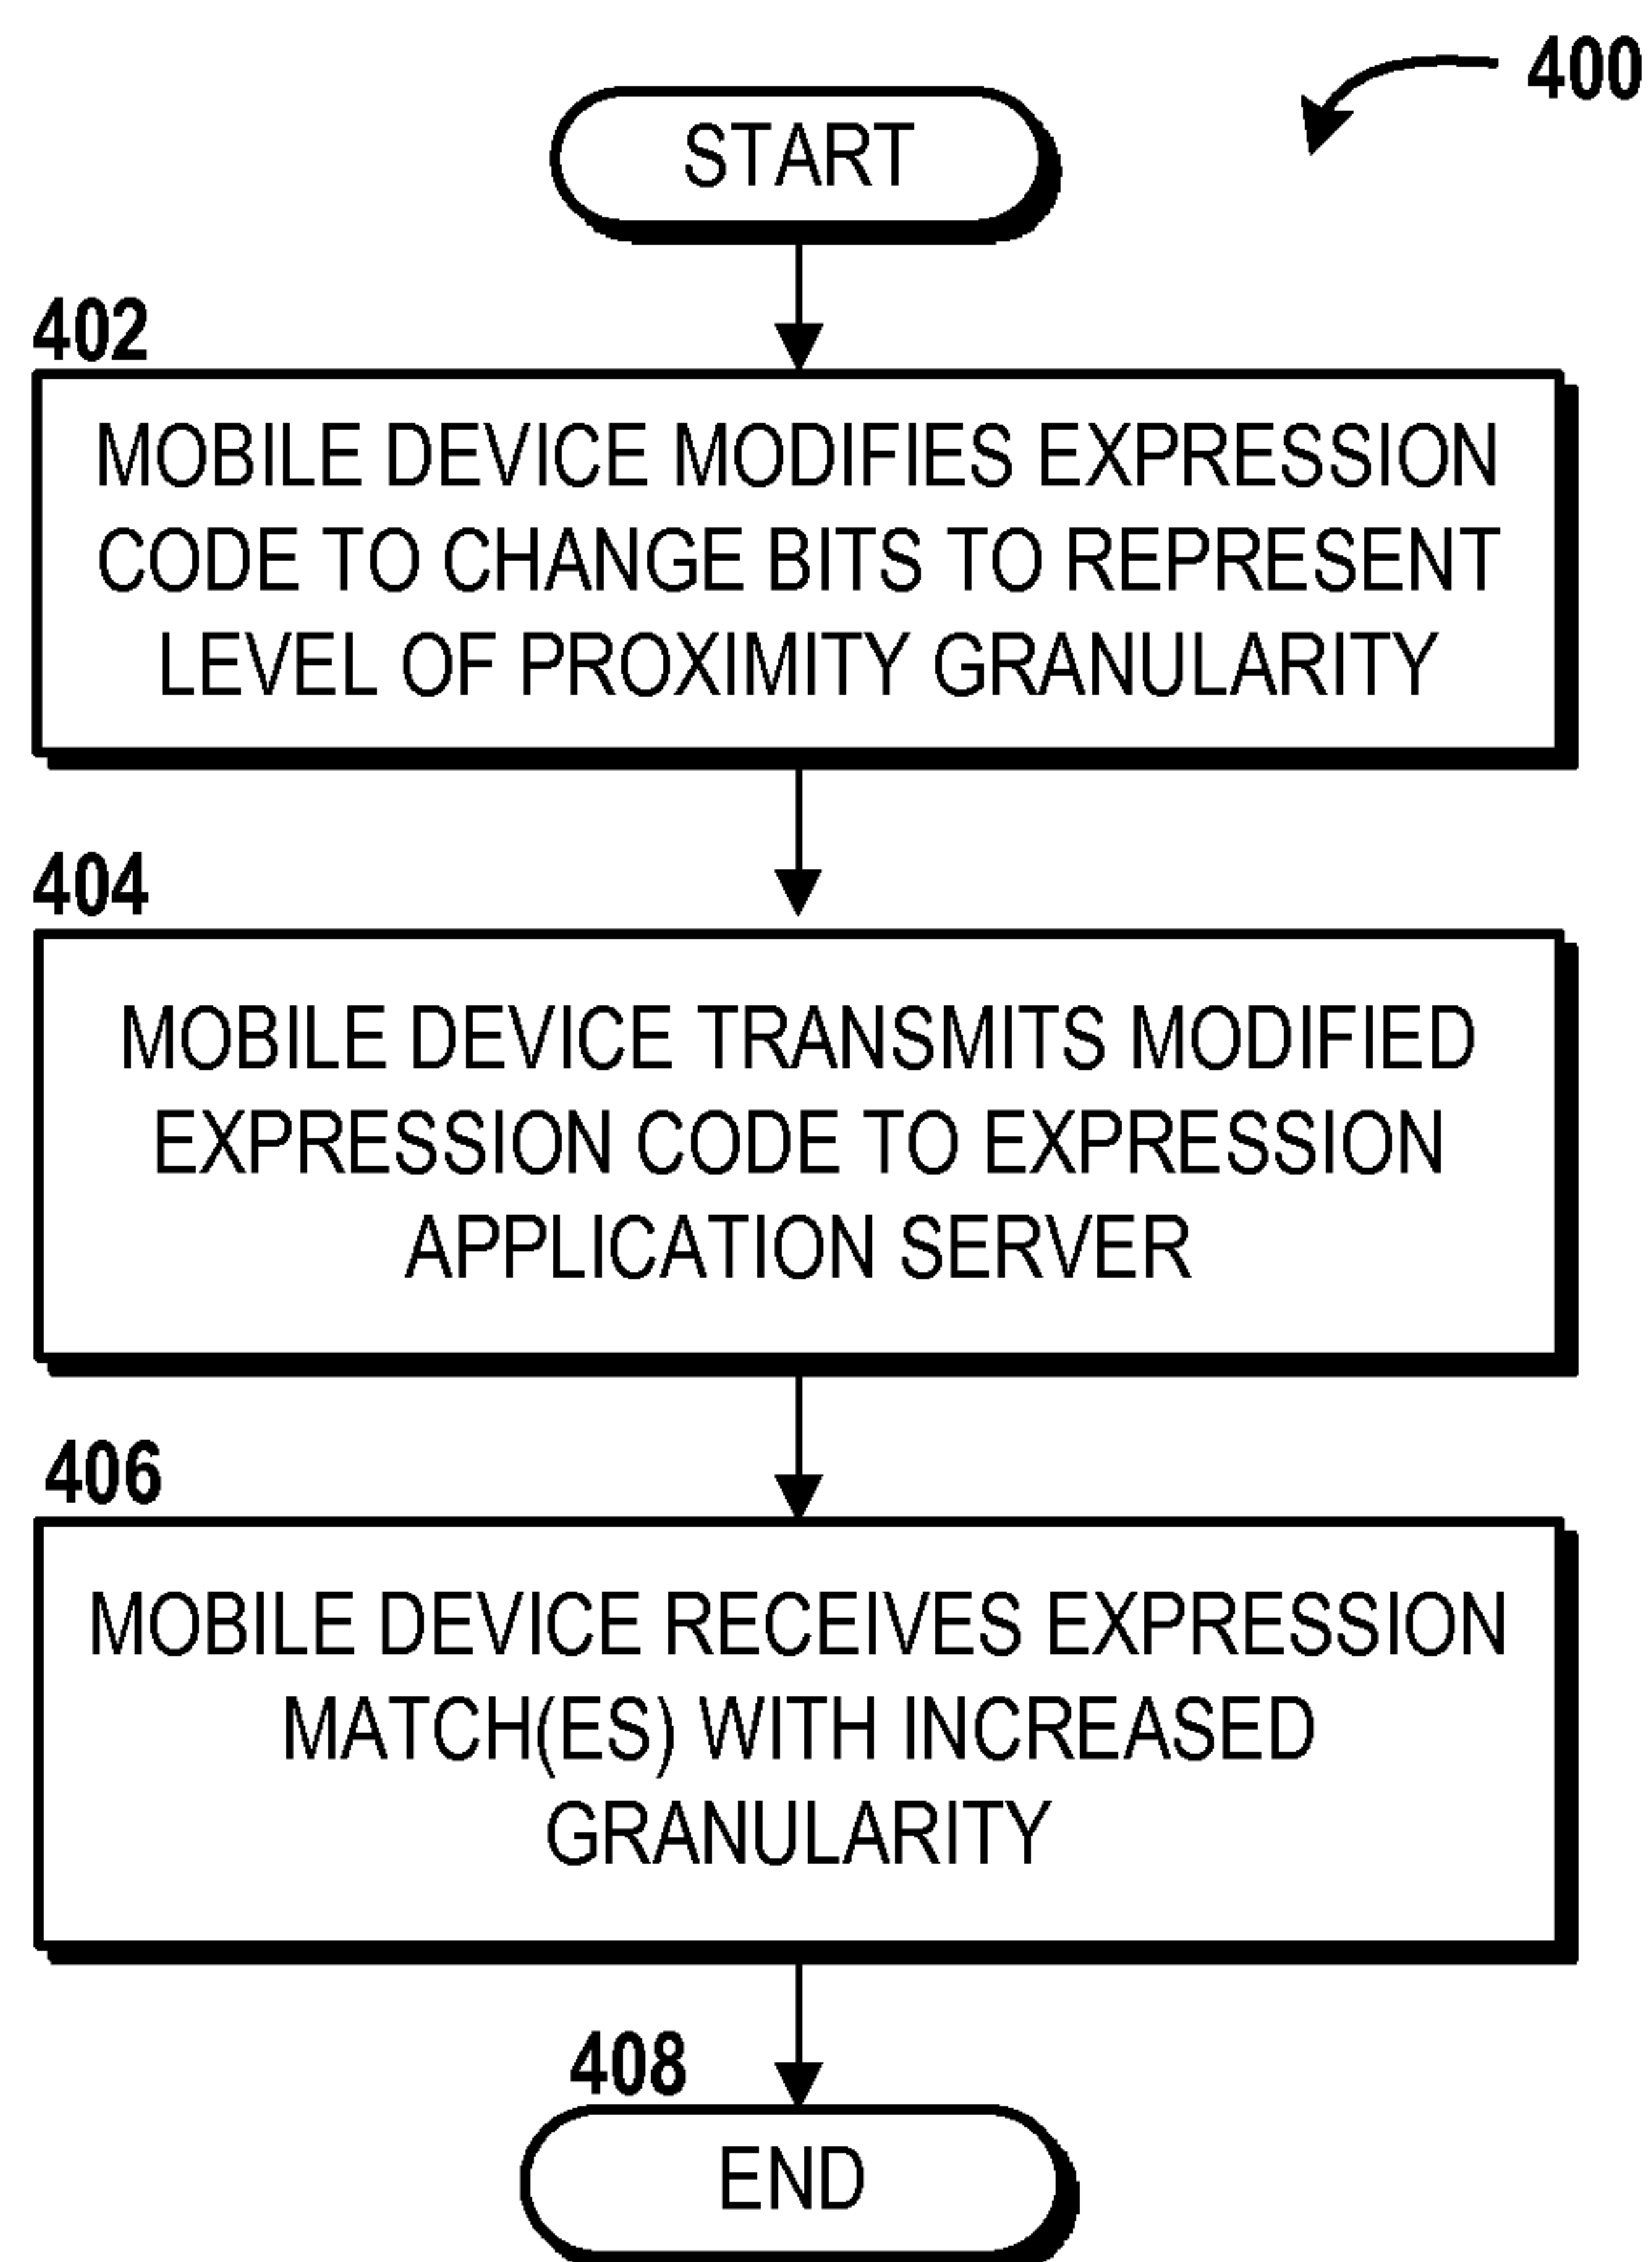 400
START
402
MOBILE DEVICE MODIFIES EXPRESSION
CODE TO CHANGE BITS TO REPRESENT
LEVEL OF PROXIMITY GRANULARITY
404
MOBILE DEVICE TRANSMITS MODIFIED
EXPRESSION CODE TO EXPRESSION
APPLICATION SERVER
406
MOBILE DEVICE RECEIVES EXPRESSION
MATCH(ES) WITH INCREASED
GRANULARITY
408
END